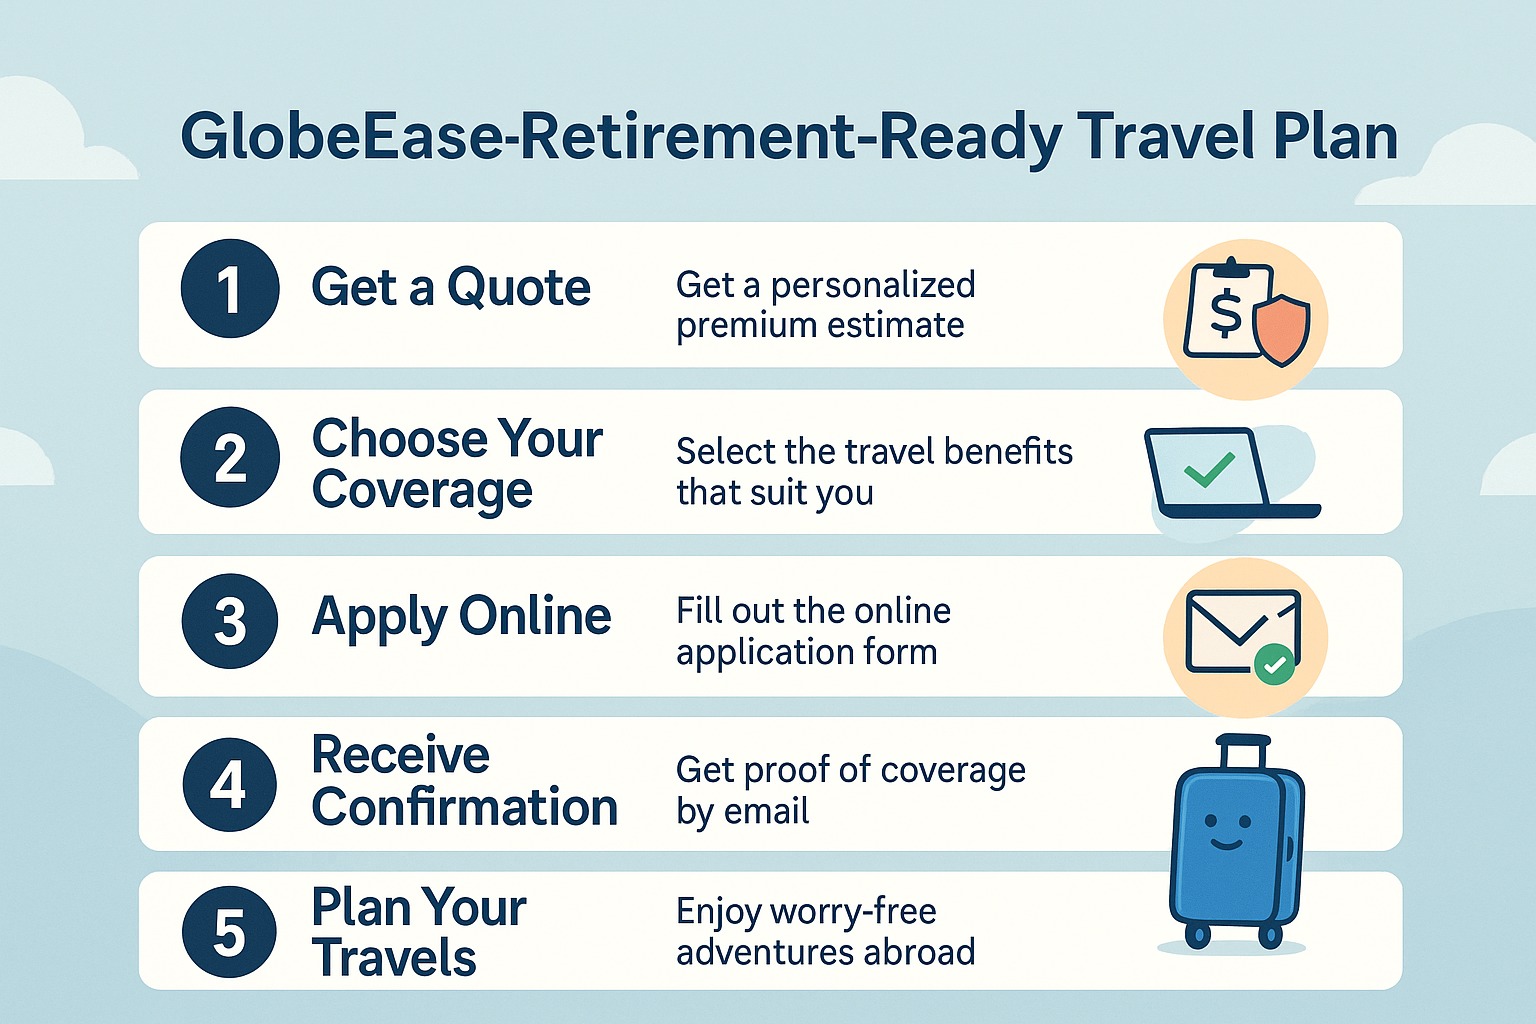 GlobeEase-Retirement-Ready Travel Plan
1
Get a Quote
Get a personalized
premium estimate
$
2
Choose Your
Coverage
Select the travel benefits
that suit you
3
Apply Online
Fill out the online
application form
4
Receive
Confirmation
Get proof of coverage
by email
5
Plan Your
Travels
Enjoy worry-free
adventures abroad